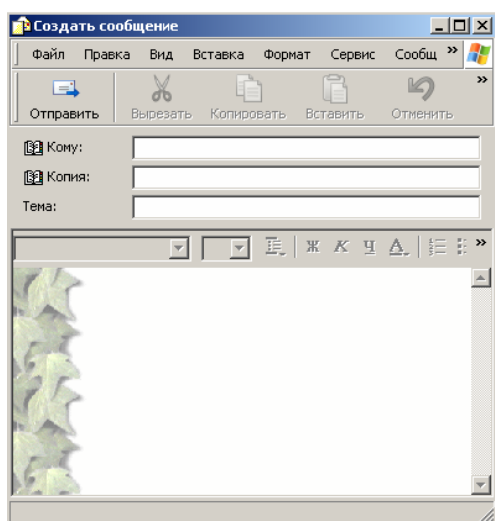 Создать сообщение
Файл Правка Вид Вставка Формат Сервис Сообщ »
Отправить Вырезать Копировать Вставить Отменить »
Кому:
Копия:
Тема:
Ж К Ч А »